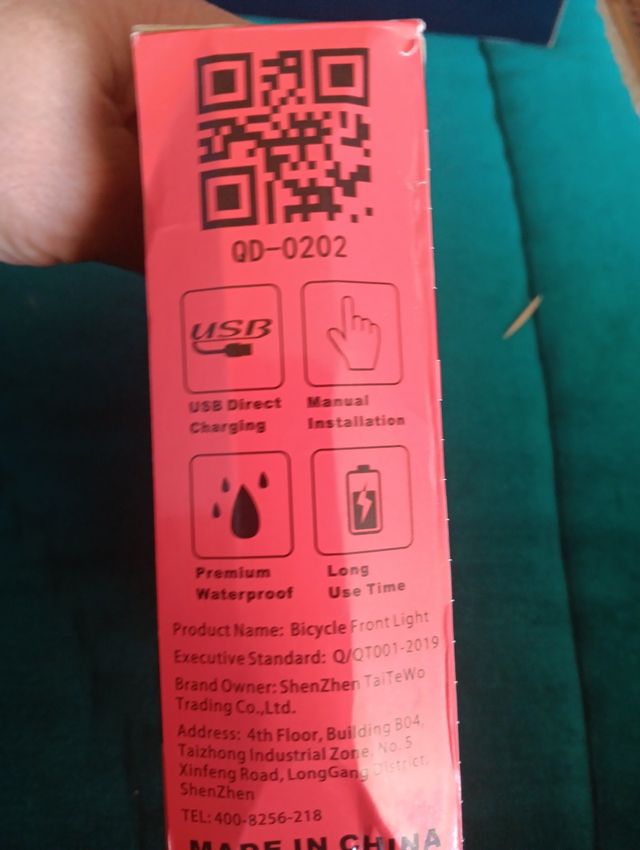 QD-0202
USB
USB Direct
Charging
Manual
Installation
Premium
Waterproof
Long
Use Time
Product Name: Bicycle Front Light
Executive Standard: Q/QT001-2019
Brand Owner: ShenZhen TaiTeWo
Trading Co.,Ltd.
Address: 4th Floor, Building B04,
Taizhong Industrial Zone, No. 5
Xinfeng Road, LongGang District,
ShenZhen
TEL: 400-8256-218
MADE IN CHINA